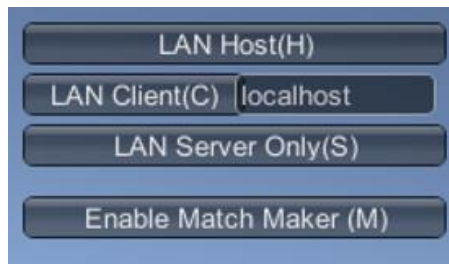 LAN Host(H)
LAN Client(C) localhost
LAN Server Only(S)
Enable Match Maker (M)